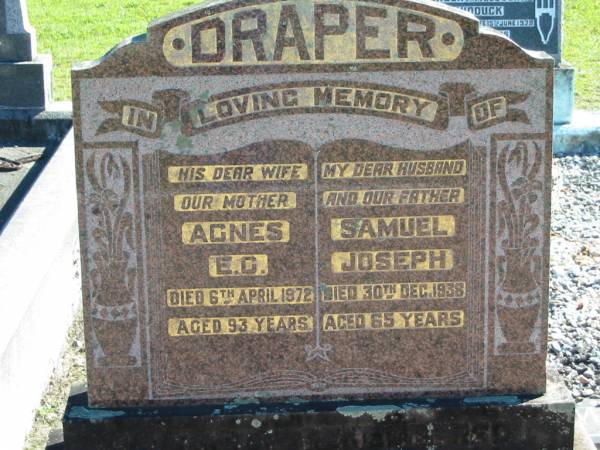 DRAPER
IN LOVING MEMORY OF
HIS DEAR WIFE
OUR MOTHER
AGNES
E.C.
DIED 6TH APRIL 1972
AGED 93 YEARS
MY DEAR HUSBAND
AND OUR FATHER
SAMUEL
JOSEPH
DIED 30TH DEC. 1938
AGED 65 YEARS